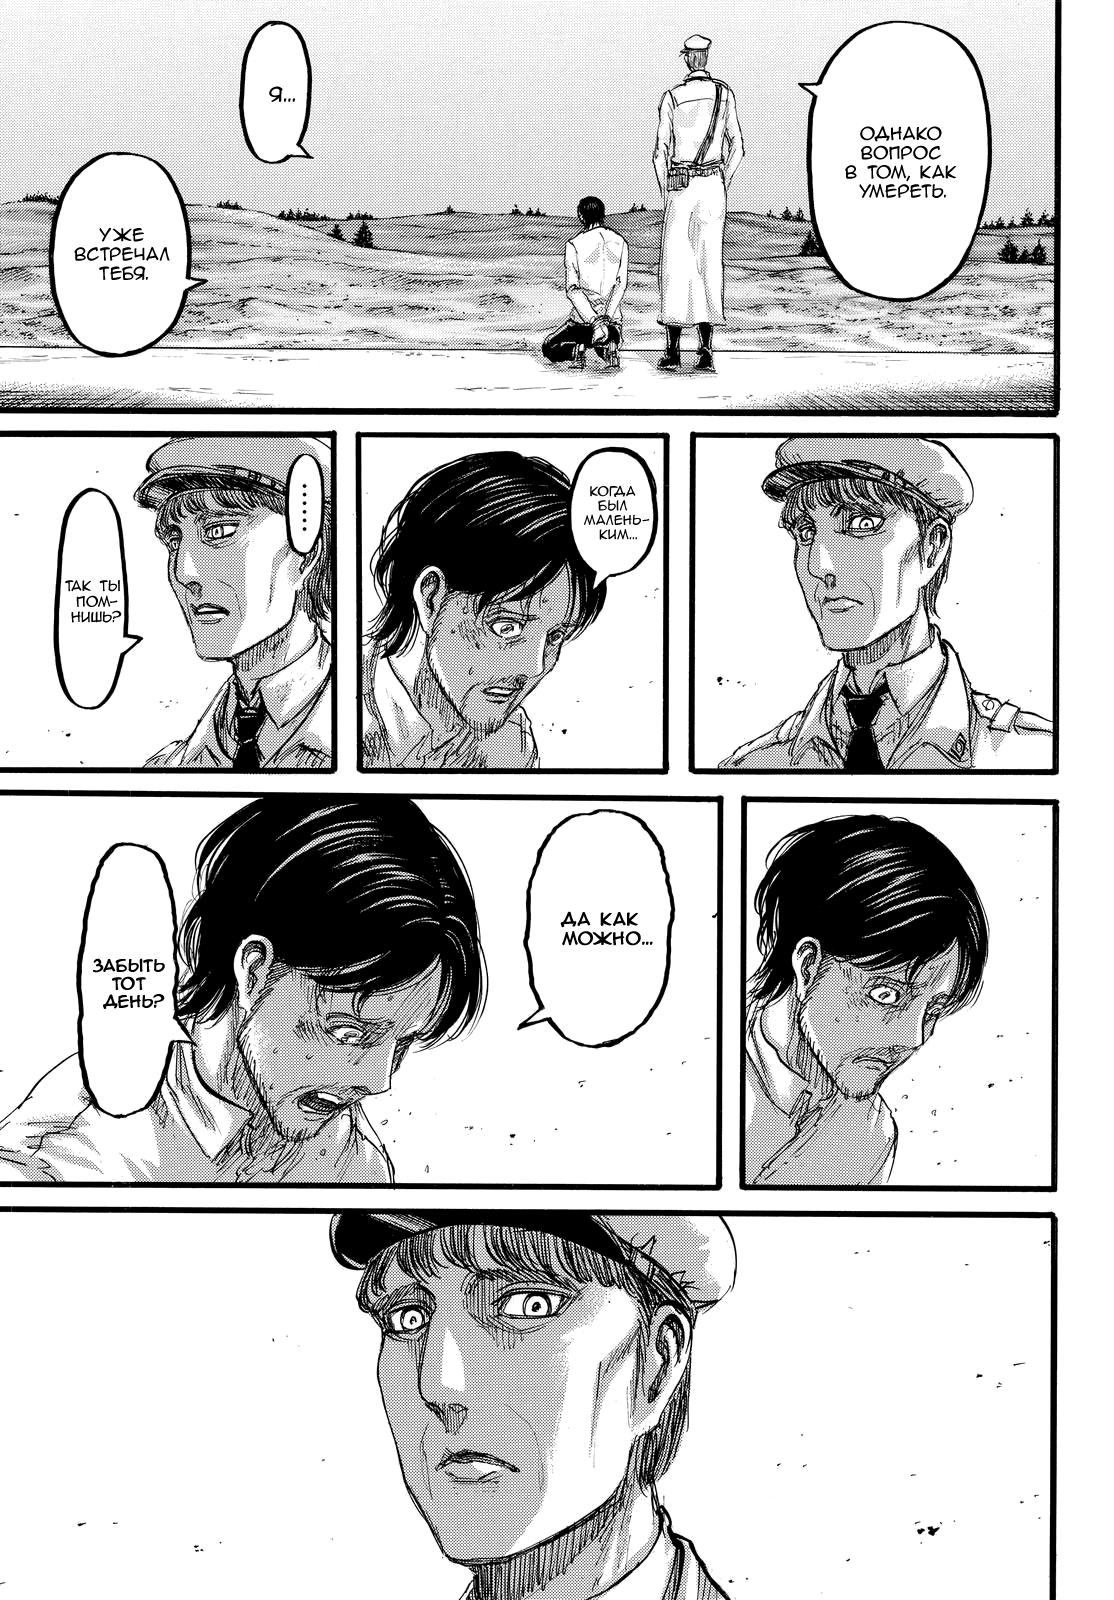 ОДНАКО
ВОПРОС
В ТОМ, КАК
УМЕРЕТЬ.
Я...
УЖЕ
ВСТРЕЧАЛ
ТЕБЯ.
КОГДА
БЫЛ
МАЛЕНЬ-
КИМ...
......
ТАК ТЫ
ПОМ-
НИШЬ?
ДА КАК
МОЖНО...
ЗАБЫТЬ
ТОТ
ДЕНЬ?